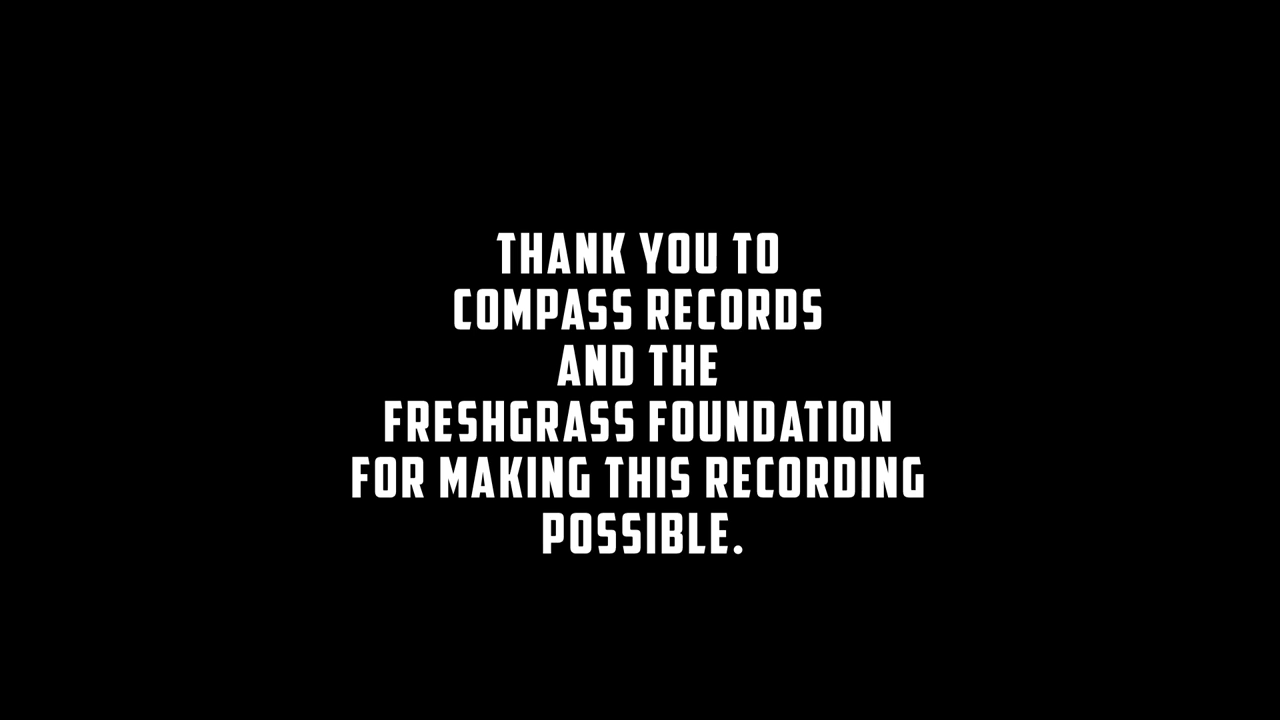 THANK YOU TO
COMPASS RECORDS
AND THE
FRESHGRASS FOUNDATION
FOR MAKING THIS RECORDING
POSSIBLE.